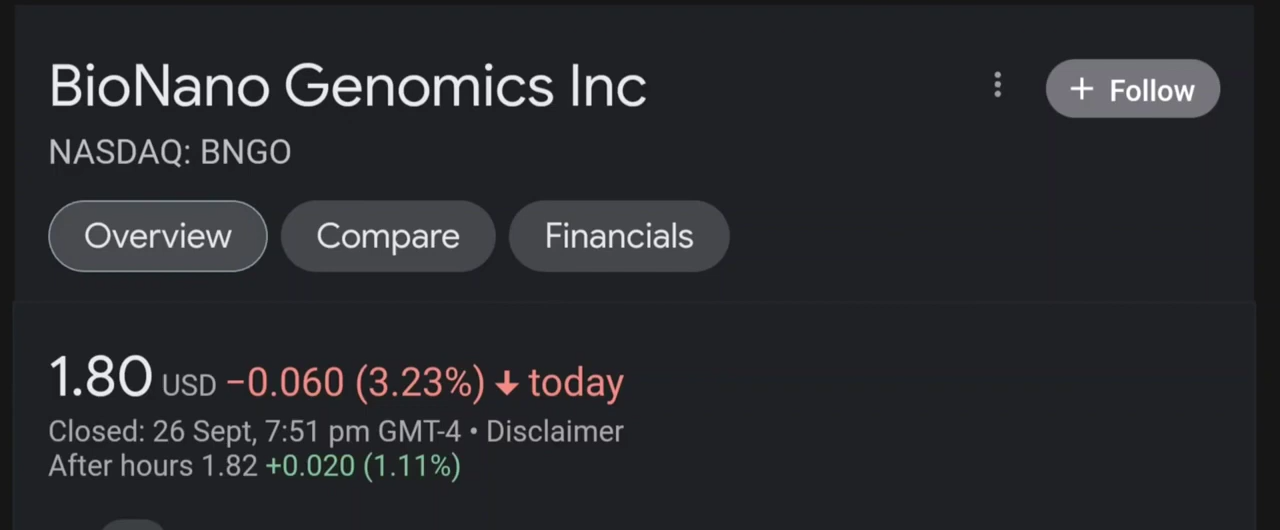 BioNano Genomics Inc
+ Follow
NASDAQ: BNGO
Overview
Compare
Financials
1.80 USD −0.060 (3.23%) ↓ today
Closed: 26 Sept, 7:51 pm GMT-4 • Disclaimer
After hours 1.82 +0.020 (1.11%)